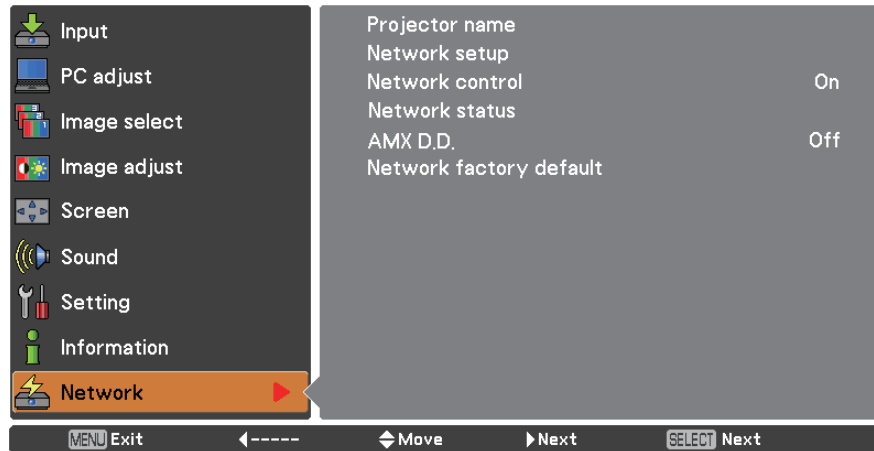 Input
PC adjust
Image select
Image adjust
Screen
Sound
Setting
Information
Network
Projector name
Network setup
Network control On
Network status
AMX D.D. Off
Network factory default
MENU Exit ----- Move Next SELECT Next